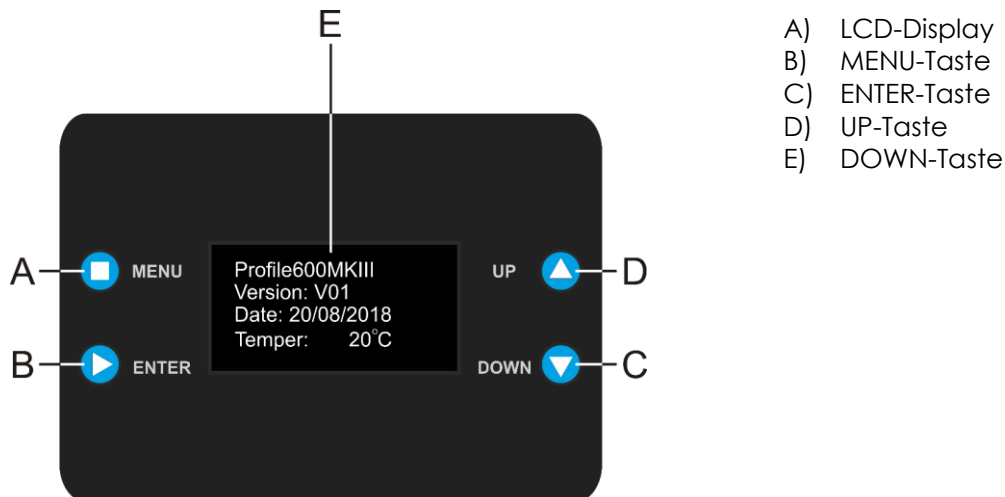 E
A) LCD-Display
B) MENU-Taste
C) ENTER-Taste
D) UP-Taste
E) DOWN-Taste
A MENU
Profile600MKIII
Version: V01
Date: 20/08/2018
Temper: 20°C
UP D
B ENTER
DOWN C